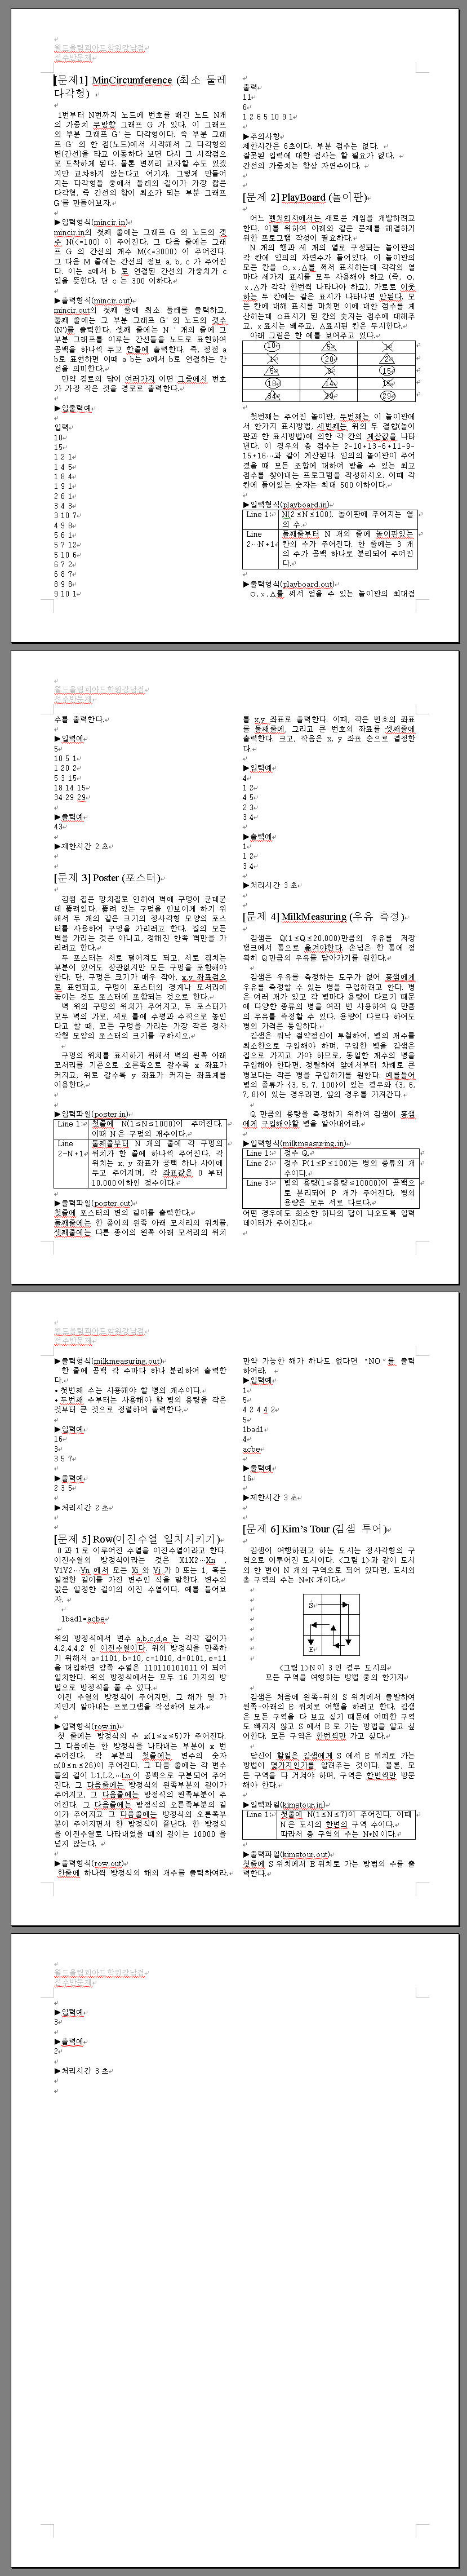 월드올림피아드학원강남점
선수반문제
[문제1] MinCircumference (최소 둘레
다각형)
1번부터 N번까지 노드에 번호를 매긴 노드 N개
의 가중치 무방향 그래프 G 가 있다. 이 그래프
의 부분 그래프 G' 는 다각형이다. 즉 부분 그래
프 G' 의 한 점(노드)에서 시작해서 그 다각형의
변(간선)을 타고 이동하다 보면 다시 그 시작점으
로 도착하게 된다. 물론 변끼리 교차할 수도 있겠
지만 교차하지 않는다고 여기자. 그렇게 만들어
지는 다각형들 중에서 둘레의 길이가 가장 짧은
다각형, 즉 간선의 합이 최소가 되는 부분 그래프
G'를 만들어보자.
▶입력형식(mincir.in)
mincir.in의 첫째 줄에는 그래프 G 의 노드의 갯
수 N(<=100) 이 주어진다. 그 다음 줄에는 그래
프 G 의 간선의 개수 M(<=3000) 가 주어진다.
그 다음 M 줄에는 간선의 정보 a, b, c 가 주어진
다. 이는 a에서 b 로 연결된 간선의 가중치가 c
임을 뜻한다. 단 c 는 300 이하다.
▶출력형식(mincir.out)
mincir.out의 첫째 줄에 최소 둘레를 출력하고,
둘째 줄에는 그 부분 그래프 G' 의 노드의 갯수
(N')를 출력한다. 셋째 줄에는 N ' 개의 줄에 그
부분 그래프를 이루는 간선들을 노드로 표현하여
공백을 하나씩 두고 한줄에 출력한다. 즉, 정점 a
b로 표현하면 이때 a b는 a에서 b로 연결하는 간
선을 의미한다.
만약 경로의 답이 여러가지 이면 그중에서 번호
가 가장 작은 것을 경로로 출력한다.
▶입출력예
입력
10
15
1 2 1
1 4 5
1 8 4
1 9 1
2 6 1
3 4 3
3 10 7
4 9 8
5 6 1
5 7 12
5 10 6
6 7 2
6 8 7
8 9 8
9 10 1
출력
11
6
1 2 6 5 10 9 1
▶주의사항
제한시간은 6초이다. 부분 점수는 없다.
잘못된 입력에 대한 검사는 할 필요가 없다.
간선의 가중치는 항상 자연수이다.
[문제 2] PlayBoard (놀이판)
어느 벤처회사에서는 새로운 게임을 개발하려고
한다. 이를 위하여 아래와 같은 문제를 해결하기
위한 프로그램 작성이 필요하다.
N 개의 행과 세 개의 열로 구성되는 놀이판의
각 칸에 임의의 자연수가 들어있다. 이 놀이판의
모든 칸을 ○,×,△를 써서 표시하는데 각각의 열
마다 세가지 표시를 모두 사용해야 하고 (즉, ○,
×,△가 각각 한번씩 나타나야 하고), 가로로 이웃
하는 두 칸에는 같은 표시가 나타나면 안된다. 모
든 칸에 대해 표시를 마치면 이에 대한 점수를 계
산하는데 ○표시가 된 칸의 숫자는 점수에 대해주
고, ×표시는 빼주고, △표시된 칸은 무시한다.
아래 그림은 한 예를 보여주고 있다.
10 5 1
1 20 2
5 3 15
18 14 15
34 29 29
첫번째는 주어진 놀이판, 두번째는 이 놀이판에
서 한가지 표시방법, 세번째는 위의 두 결합(놀이
판과 한 표시방법)에 의한 각 칸의 계산값을 나타
낸다. 이 경우의 총 점수는 2-10+13-6+11-9-
15+16…과 같이 계산된다. 임의의 놀이판이 주어
졌을 때 모든 조합에 대하여 받을 수 있는 최고
점수를 찾아내는 프로그램을 작성하시오. 이때 각
칸에 들어있는 숫자는 최대 500 이하이다.
▶입력형식(playboard.in)
Line 1: N(2≤N≤100). 놀이판에 주어지는 열
의 수.
Line 2…N+1 둘째줄부터 N 개의 줄에 놀이판있는
칸의 수가 주어진다. 한 줄에는 3 개
의 수가 공백 하나로 분리되어 주어진
다.
▶출력형식(playboard.out)
○,×,△를 써서 얻을 수 있는 놀이판의 최대점
월드올림피아드학원강남점
선수반문제
수를 출력한다.
▶입력예
5
10 5 1
1 20 2
5 3 15
18 14 15
34 29 29
▶출력예
43
▶제한시간 2 초
[문제 3] Poster (포스터)
김샘 집은 망치질로 인하여 벽에 구멍이 군데군
데 뚫려있다. 뚫려 있는 구멍을 안보이게 하기 위
해서 두 개의 같은 크기의 정사각형 모양의 포스
터를 사용하여 구멍을 가리려고 한다. 집의 모든
벽을 가리는 것은 아니고, 정해진 한쪽 벽만을 가
리려고 한다.
두 포스터는 서로 떨어져도 되고, 서로 겹치는
부분이 있어도 상관없지만 모든 구멍을 포함해야
한다. 단, 구멍은 크기가 매우 작아, x,y 좌표점으
로 표현되고, 구멍이 포스터의 경계나 모서리에
놓이는 것도 포스터에 포함되는 것으로 한다.
벽 위의 구멍의 위치가 주어지고, 두 포스터가
모두 벽의 가로, 세로 틀에 수평과 수직으로 놓인
다고 할 때, 모든 구멍을 가리는 가장 작은 정사
각형 모양의 포스터의 크기를 구하시오.
구멍의 위치를 표시하기 위해서 벽의 왼쪽 아래
모서리를 기준으로 오른쪽으로 갈수록 x 좌표가
커지고, 위로 갈수록 y 좌표가 커지는 좌표계를
이용한다.
▶입력파일(poster.in)
Line 1: 첫줄에 N(1≤N≤10000)이 주어진다.
이때 N은 구멍의 개수이다.
Line 2~N+1 둘째줄부터 N 개의 줄에 각 구멍의
위치가 한 줄에 하나씩 주어진다. 각
위치는 x, y 좌표가 공백 하나 사이에
두고 주어지며, 각 좌표값은 0 부터
10,000이하인 정수이다.
▶출력파일(poster.out)
첫줄에 포스터의 변의 길이를 출력한다.
둘째줄에는 한 종이의 왼쪽 아래 모서리의 위치를,
셋째줄에는 다른 종이의 왼쪽 아래 모서리의 위치
를 x,y 좌표로 출력한다. 이때, 작은 번호의 좌표
를 둘째줄에, 그리고 큰 번호의 좌표를 셋째줄에
출력한다. 크고, 작음은 x, y 좌표 순으로 결정한
다.
▶입력예
4
1 2
4 5
2 3
3 4
▶출력예
1
1 2
3 4
▶처리시간 3 초
[문제 4] MilkMeasuring (우유 측정)
김샘은 Q(1≤Q≤20,000)만큼의 우유를 저장
탱크에서 통으로 옮겨야한다. 손님은 한 통에 정
확히 Q 만큼의 우유를 담아가기를 원한다.
김샘은 우유를 측정하는 도구가 없어 홍샘에게
우유를 측정할 수 있는 병을 구입하려고 한다. 병
은 여러 개가 있고 각 병마다 용량이 다르기 때문
에 다양한 종류의 병을 여러 번 사용하여 Q 만큼
의 우유를 측정할 수 있다. 용량이 다르다 하여도
병의 가격은 동일하다.
김샘은 워낙 절약정신이 투철하여, 병의 개수를
최소한으로 구입해야 하며, 구입한 병을 김샘은
집으로 가지고 가야 하므로, 동일한 개수의 병을
구입해야 한다면, 정렬하여 앞에서부터 차례로 큰
병보다는 작은 병을 구입하기를 원한다. 예를들어
병의 종류가 {3, 5, 7, 100}이 있는 경우와 {3, 6,
7, 8}이 있는 경우라면, 앞의 경우를 가져간다.
Q 만큼의 용량을 측정하기 위하여 김샘이 홍샘
에게 구입해야할 병을 알아내어라.
▶입력형식(milkmeasuring.in)
Line 1: 정수 Q.
Line 2: 정수 P(1≤P≤100)는 병의 종류의 개
수이다.
Line 3: 병의 용량(1≤용량≤10000)이 공백으
로 분리되어 P 개가 주어진다. 병의
용량은 모두 서로 다르다.
어떤 경우에도 최소한 하나의 답이 나오도록 입력
데이터가 주어진다.
월드올림피아드학원강남점
선수반문제
▶출력형식(milkmeasuring.out)
한 줄에 공백 각 수마다 하나 분리하여 출력한
다.
• 첫번째 수는 사용해야 할 병의 개수이다.
• 두번째 수부터는 사용해야 할 병의 용량을 작은
것부터 큰 것으로 정렬하여 출력한다.
▶입력예
16
3
3 5 7
▶출력예
2 3 5
▶처리시간 2 초
[문제 5] Row(이진수열 일치시키기)
0 과 1 로 이루어진 수열을 이진수열이라고 한다.
이진수열의 방정식이라는 것은 X1X2…Xn ,
Y1Y2…Yn 에서 모든 Xi 와 Yj 가 0 또는 1, 혹은
일정한 길이를 가진 변수인 식을 말한다. 변수의
같은 일정한 길이의 이진 수열이다. 예를 들어보
자.
1bad1=acbe
위의 방정식에서 변수 a,b,c,d,e 는 각각 길이가
4,2,4,4,2 인 이진수열이다. 위의 방정식을 만족하
기 위해서 a=1101, b=10, c=1010, d=0101, e=11
을 대입하면 양쪽 수열은 110110101011 이 되어
일치한다. 위의 방정식에서는 모두 16 가지의 방
법으로 방정식을 풀 수 있다.
이진 수열의 방정식이 주어지면, 그 해가 몇 가
지인지 알아내는 프로그램을 작성하여 보자.
▶입력형식(row.in)
첫 줄에는 방정식의 수 x(1≤x≤5)가 주어진다.
그 다음에는 한 방정식을 나타내는 부분이 x 번
주어진다. 각 부분의 첫줄에는 변수의 숫자
n(0≤n≤26)이 주어진다. 그 다음 줄에는 각 변수
들의 길이 L1,L2,…Ln 이 공백으로 구분되어 주어
진다. 그 다음줄에는 방정식의 왼쪽부분의 길이가
주어지고, 그 다음줄에는 방정식의 왼쪽부분이 주
어진다. 그 다음줄에는 방정식의 오른쪽부분의 길
이가 주어지고 그 다음줄에는 방정식의 오른쪽부
분이 주어지면서 한 방정식이 끝난다. 한 방정식
을 이진수열로 나타내었을 때의 길이는 10000 을
넘지 않는다.
▶출력형식(row.out)
한줄에 하나씩 방정식의 해의 개수를 출력하여라.
만약 가능한 해가 하나도 없다면 "NO"를 출력
하여라.
▶입력예
1
5
4 2 4 4 2
5
1bad1
4
acbe
▶출력예
16
▶제한시간 3 초
[문제 6] Kim's Tour (김샘 투어)
김샘이 여행하려고 하는 도시는 정사각형의 구
역으로 이루어진 도시이다. <그림 1>과 같이 도시
의 한 변이 N 개의 구역으로 되어 있다면, 도시의
총 구역의 수는 N*N 개이다.
S
E
<그림 1>N 이 3 인 경우 도시의
모든 구역을 여행하는 방법 중의 한가지
김샘은 처음에 왼쪽-위의 S 위치에서 출발하여
왼쪽-아래의 E 위치로 여행을 하려고 한다. 김샘
은 모든 구역을 다 보고 싶기 때문에 어떠한 구역
도 빠지지 않고 S 에서 E 로 가는 방법을 알고 싶
어한다. 모든 구역은 한번씩만 가고 싶다.
당신이 할일은 김샘에게 S 에서 E 위치로 가는
방법이 몇가지인가를 알려주는 것이다. 물론, 모
든 구역을 다 거쳐야 하며, 구역은 한번씩만 방문
해야 한다.
▶입력파일(kimstour.in)
Line 1: 첫줄에 N(1≤N≤7)이 주어진다. 이때
N 은 도시의 한변의 구역 수이다.
따라서 총 구역의 수는 N*N 이다.
▶출력파일(kimstour.out)
첫줄에 S 위치에서 E 위치로 가는 방법의 수를 출
력한다.
월드올림피아드학원강남점
선수반문제
▶입력예
3
▶출력예
2
▶처리시간 3 초